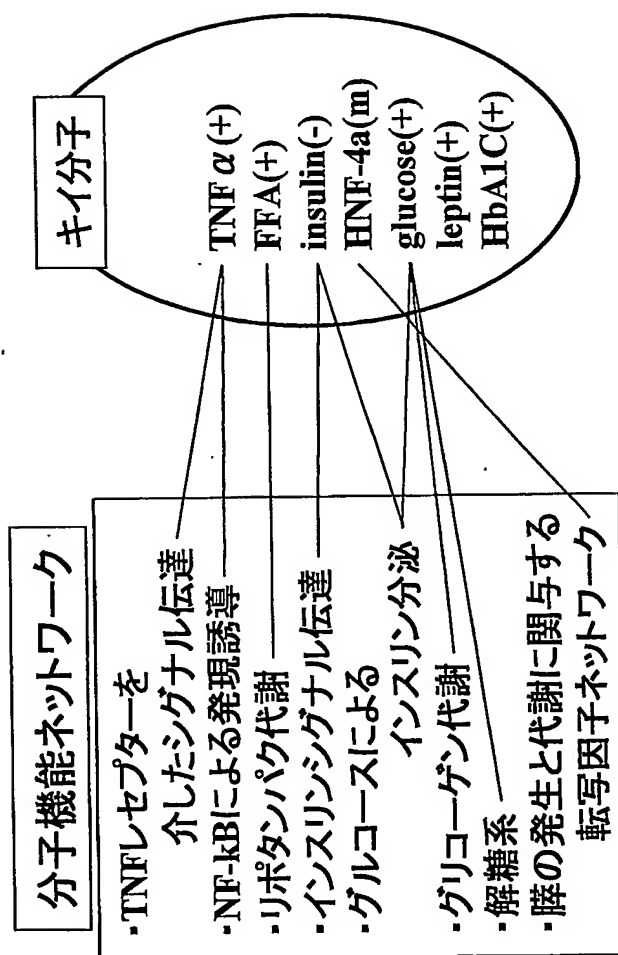 分子機能ネットワーク
・TNFレセプターを
介したシグナル伝達
・NF-kBによる発現誘導
・リポタンパク代謝
・インスリンシグナル伝達
・グルコースによる
インスリン分泌
・グリコーゲン代謝
・解糖系
・膵の発生と代謝に関与する
転写因子ネットワーク
キイ分子
TNFα(+)
FFA(+)
insulin(-)
HNF-4a(m)
glucose(+)
leptin(+)
HbA1C(+)